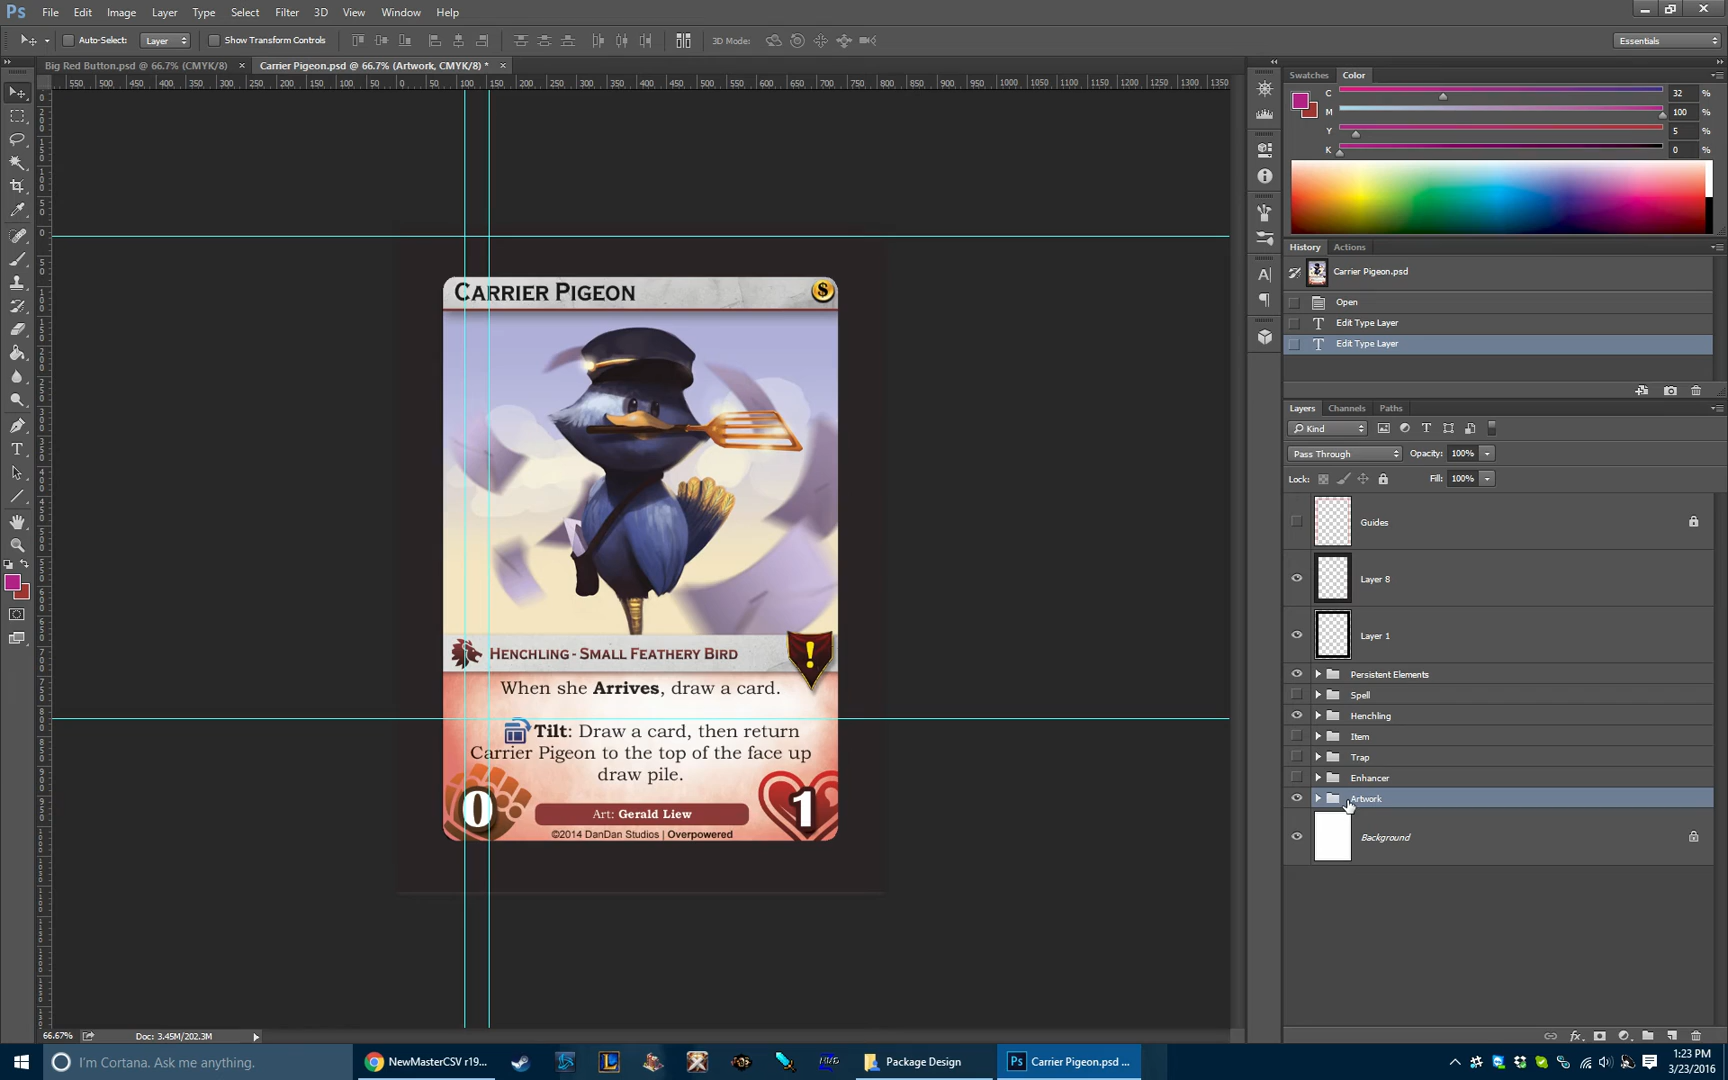 Ps File Edit Image Layer Type Select Filter 3D View Window Help
Auto-Select: Layer Show Transform Controls 3D Mode: Essentials
Big Red Button.psd @ 66.7% (CMYK/8) × Carrier Pigeon.psd @ 66.7% (Artwork, CMYK/8) * ×
Swatches Color
C 32 %
M 100 %
Y 5 %
K 0 %
History Actions
Carrier Pigeon.psd
Open
Edit Type Layer
Edit Type Layer
Layers Channels Paths
Kind
Pass Through Opacity: 100%
Lock: Fill: 100%
Guides
Layer 8
Layer 1
Persistent Elements
Spell
Henchling
Item
Trap
Enhancer
Artwork
Background
Carrier Pigeon $
Henchling - Small Feathery Bird !
When she Arrives, draw a card.
Tilt: Draw a card, then return
Carrier Pigeon to the top of the face up
draw pile.
0 1
Art: Gerald Liew
©2014 DanDan Studios | Overpowered
66.67% Doc: 3.45M/202.3M
I'm Cortana. Ask me anything. NewMasterCSV r19... Package Design Ps Carrier Pigeon.psd ... 1:23 PM
3/23/2016